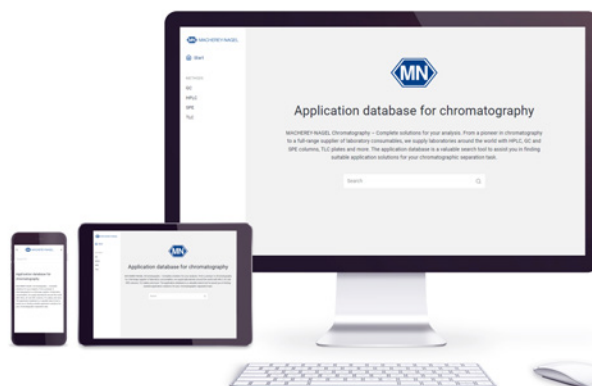 MACHEREY-NAGEL
Start
METHODS
GC
HPLC
SPE
TLC
MN
Application database for chromatography
MACHEREY-NAGEL Chromatography – Complete solutions for your analysis. From a pioneer in chromatography
to a full-range supplier of laboratory consumables, we supply laboratories around the world with HPLC, GC and
SPE columns, TLC plates and more. The application database is a valuable search tool to assist you in finding
suitable application solutions for your chromatographic separation task.
Search
MN
Application database for chromatography
Application database for
chromatography